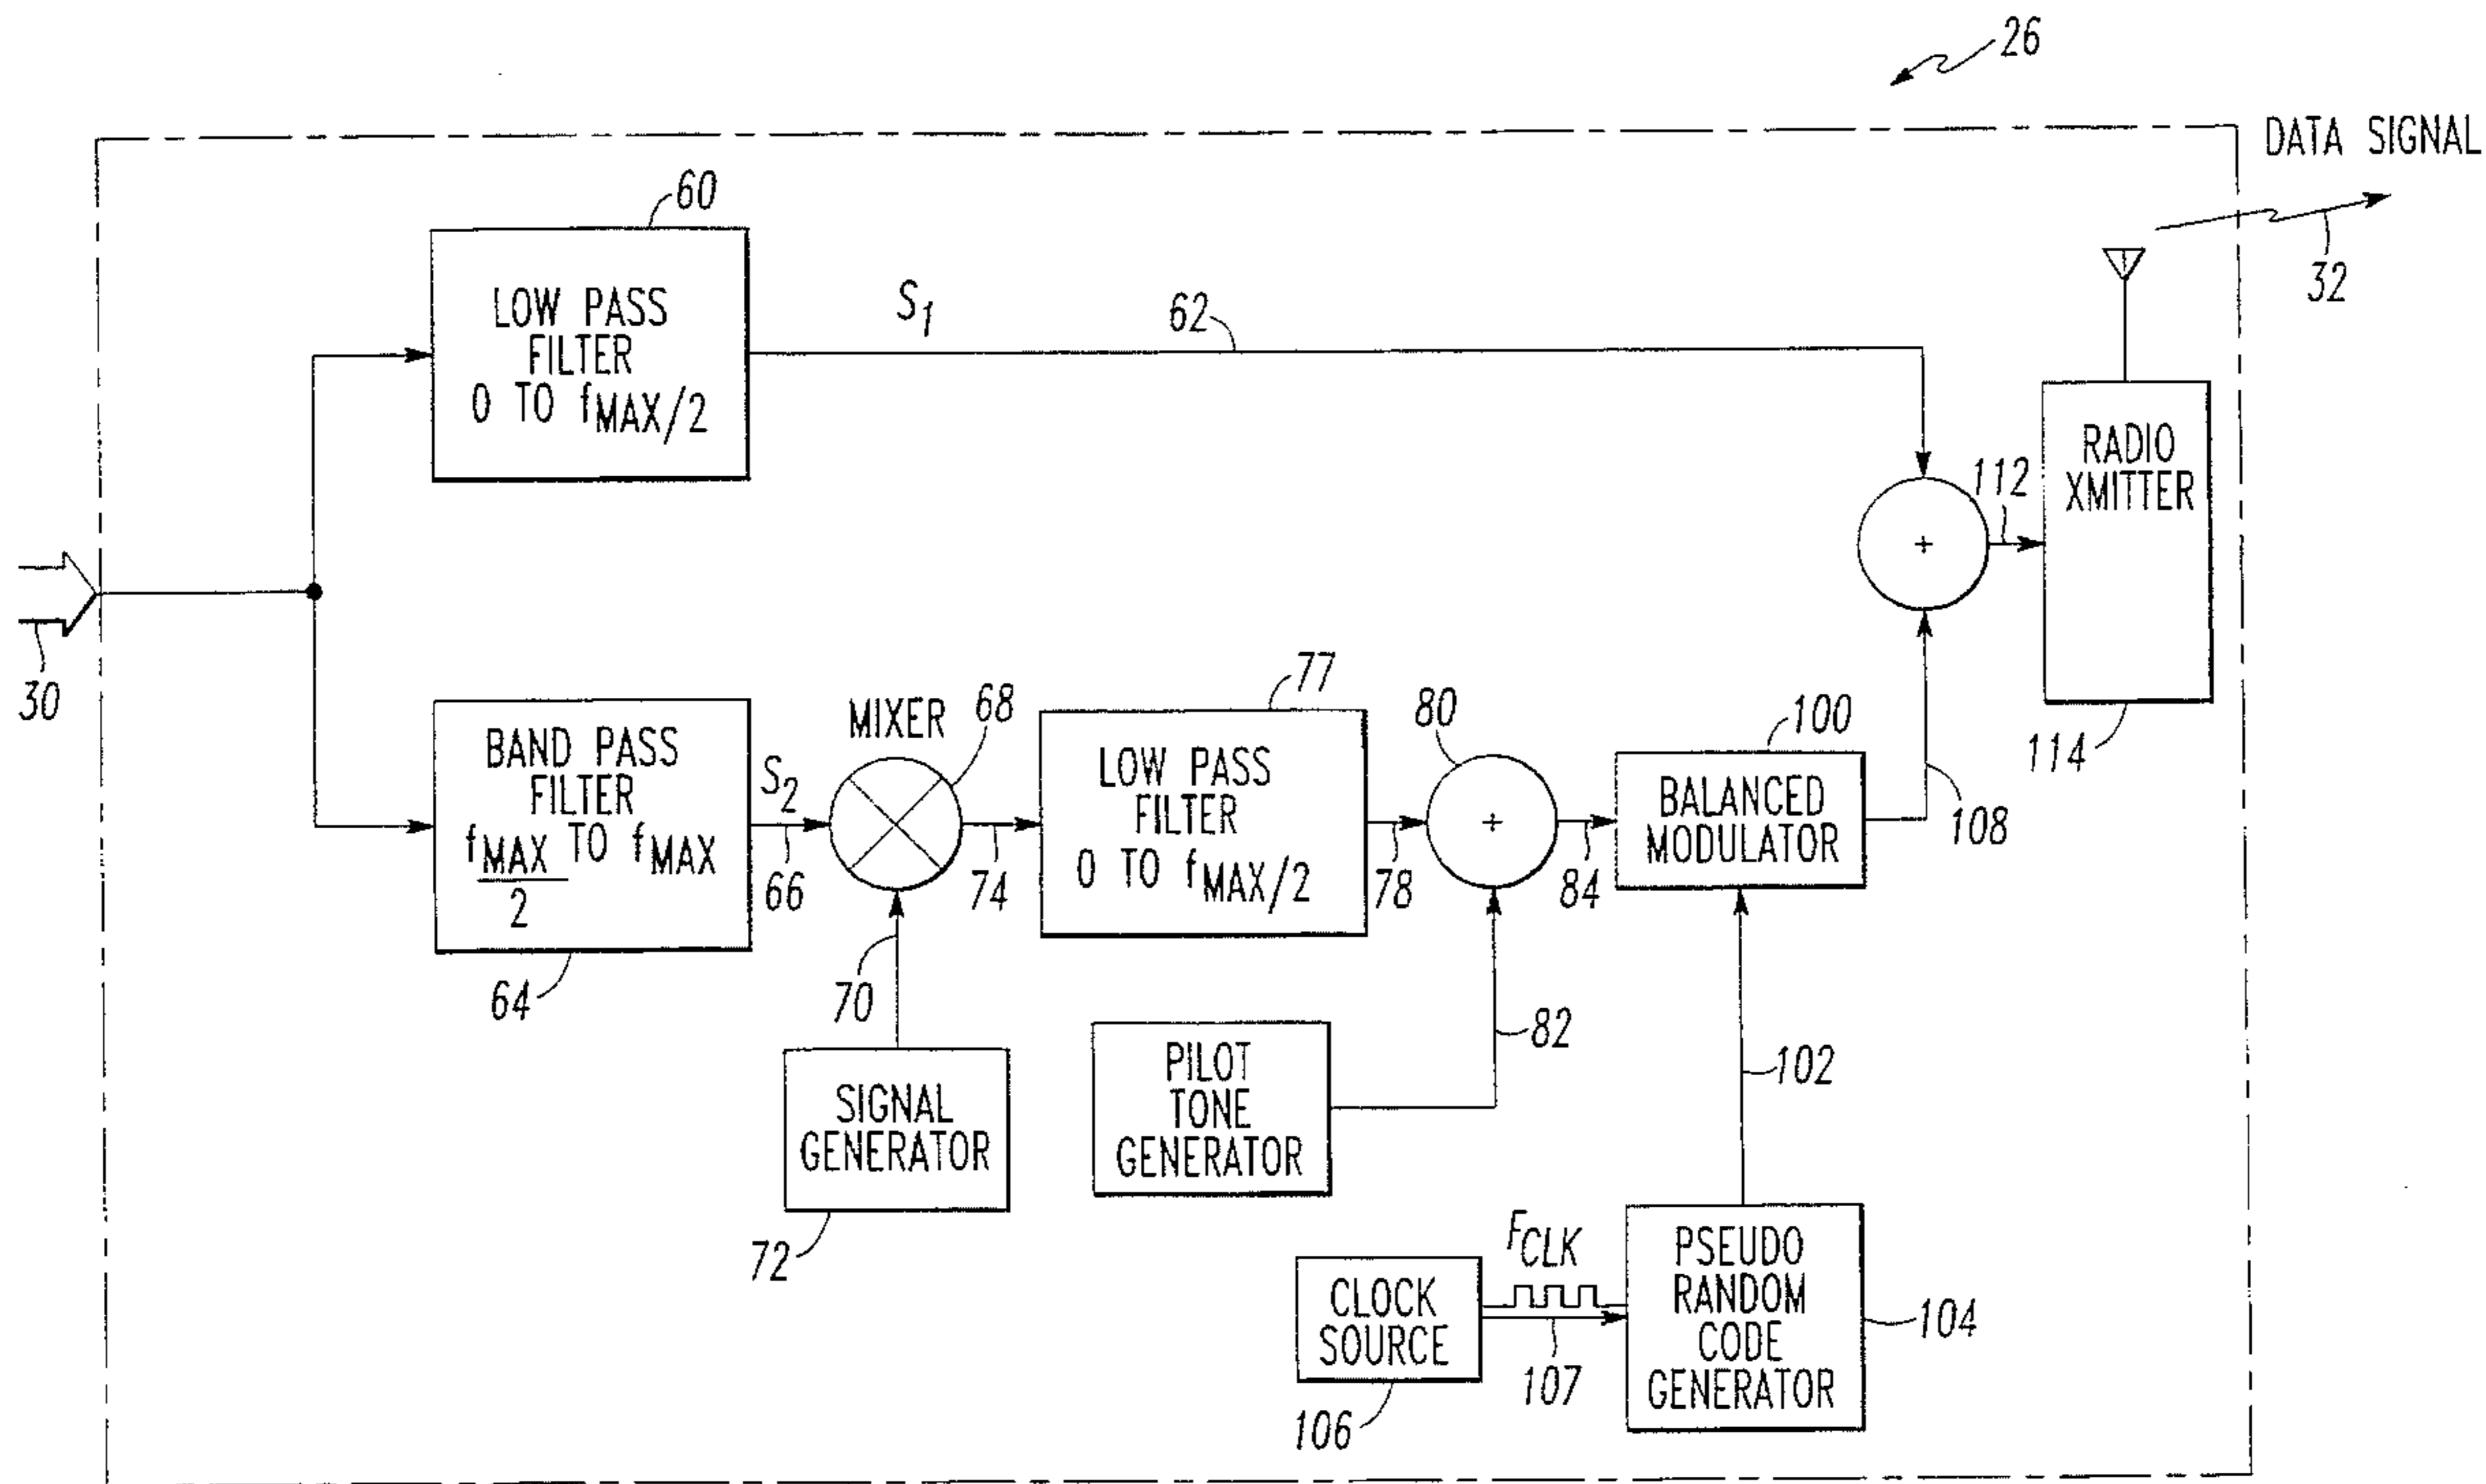 26
DATA SIGNAL
32
60
LOW PASS
FILTER
0 TO fMAX/2
S1
62
RADIO
XMITTER
112
+
114
30
BAND PASS
FILTER
fMAX/2 TO fMAX
64
S2
66
MIXER
68
70
74
77
LOW PASS
FILTER
0 TO fMAX/2
78
80
+
84
100
BALANCED
MODULATOR
108
SIGNAL
GENERATOR
72
PILOT
TONE
GENERATOR
82
102
CLOCK
SOURCE
106
FCLK
107
PSEUDO
RANDOM
CODE
GENERATOR
104